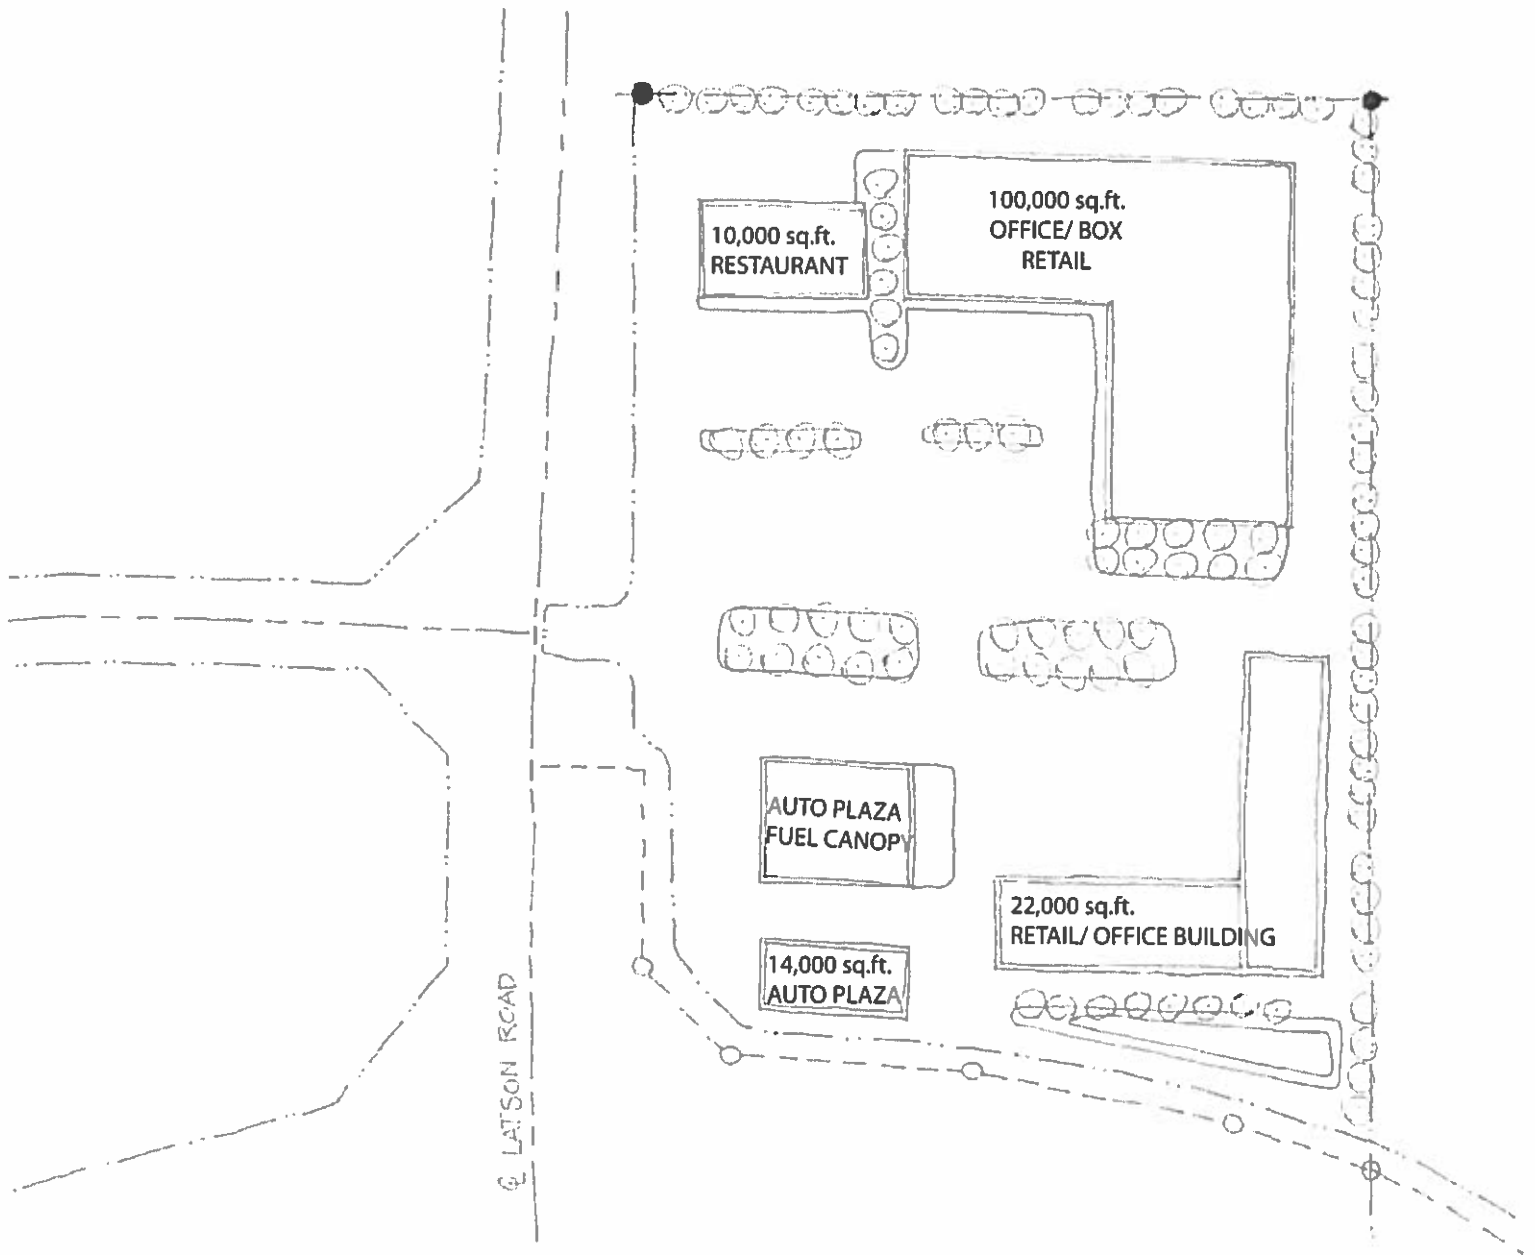 100,000 sq.ft.
OFFICE/ BOX
RETAIL
10,000 sq.ft.
RESTAURANT
AUTO PLAZA
FUEL CANOPY
22,000 sq.ft.
RETAIL/ OFFICE BUILDING
14,000 sq.ft.
AUTO PLAZA
℄ LATSON ROAD